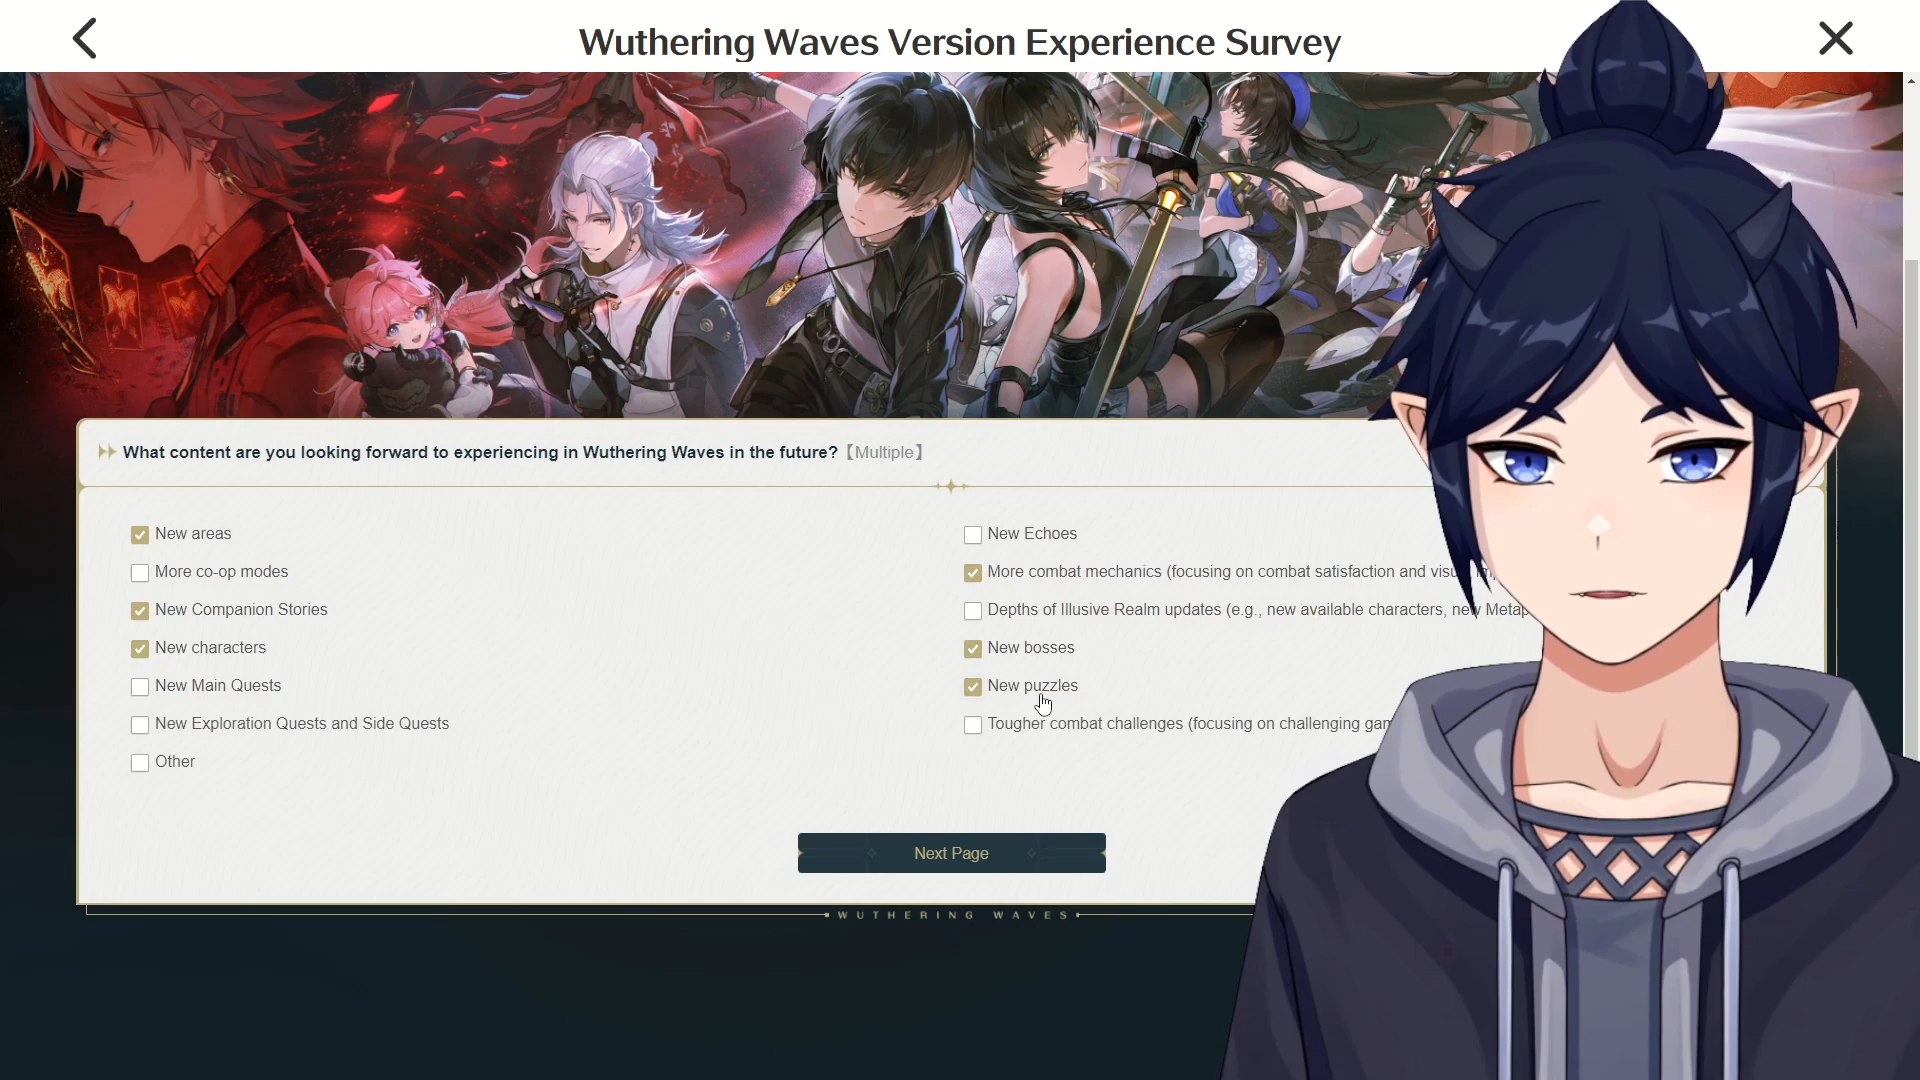 Wuthering Waves Version Experience Survey
What content are you looking forward to experiencing in Wuthering Waves in the future?【Multiple】
New areas
New Echoes
More co-op modes
More combat mechanics (focusing on combat satisfaction and
New Companion Stories
Depths of Illusive Realm updates (e.g., new available characters, new
New characters
New bosses
New Main Quests
New puzzles
New Exploration Quests and Side Quests
Tougher combat challenges (focusing on challenging
Other
Next Page
WUTHERING WAVES